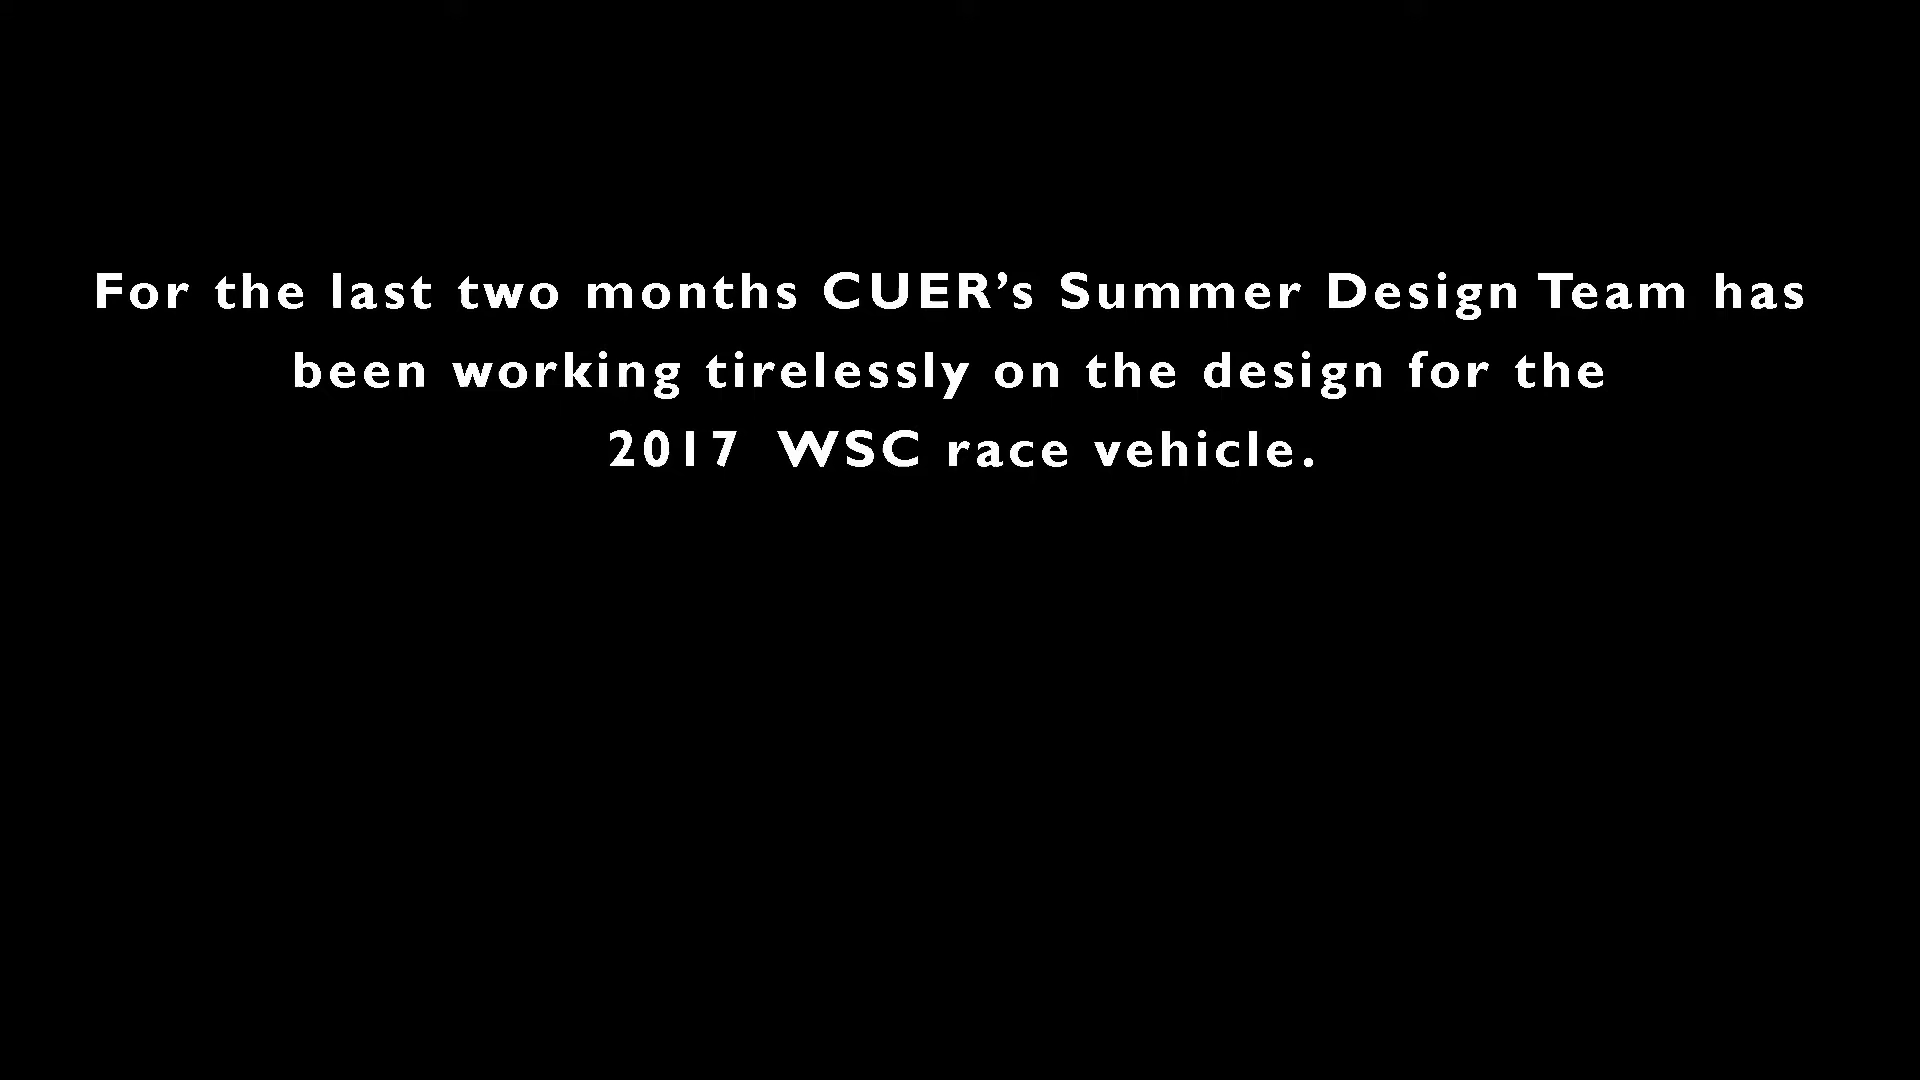 For the last two months CUER’s Summer Design Team has
been working tirelessly on the design for the
2017 WSC race vehicle.